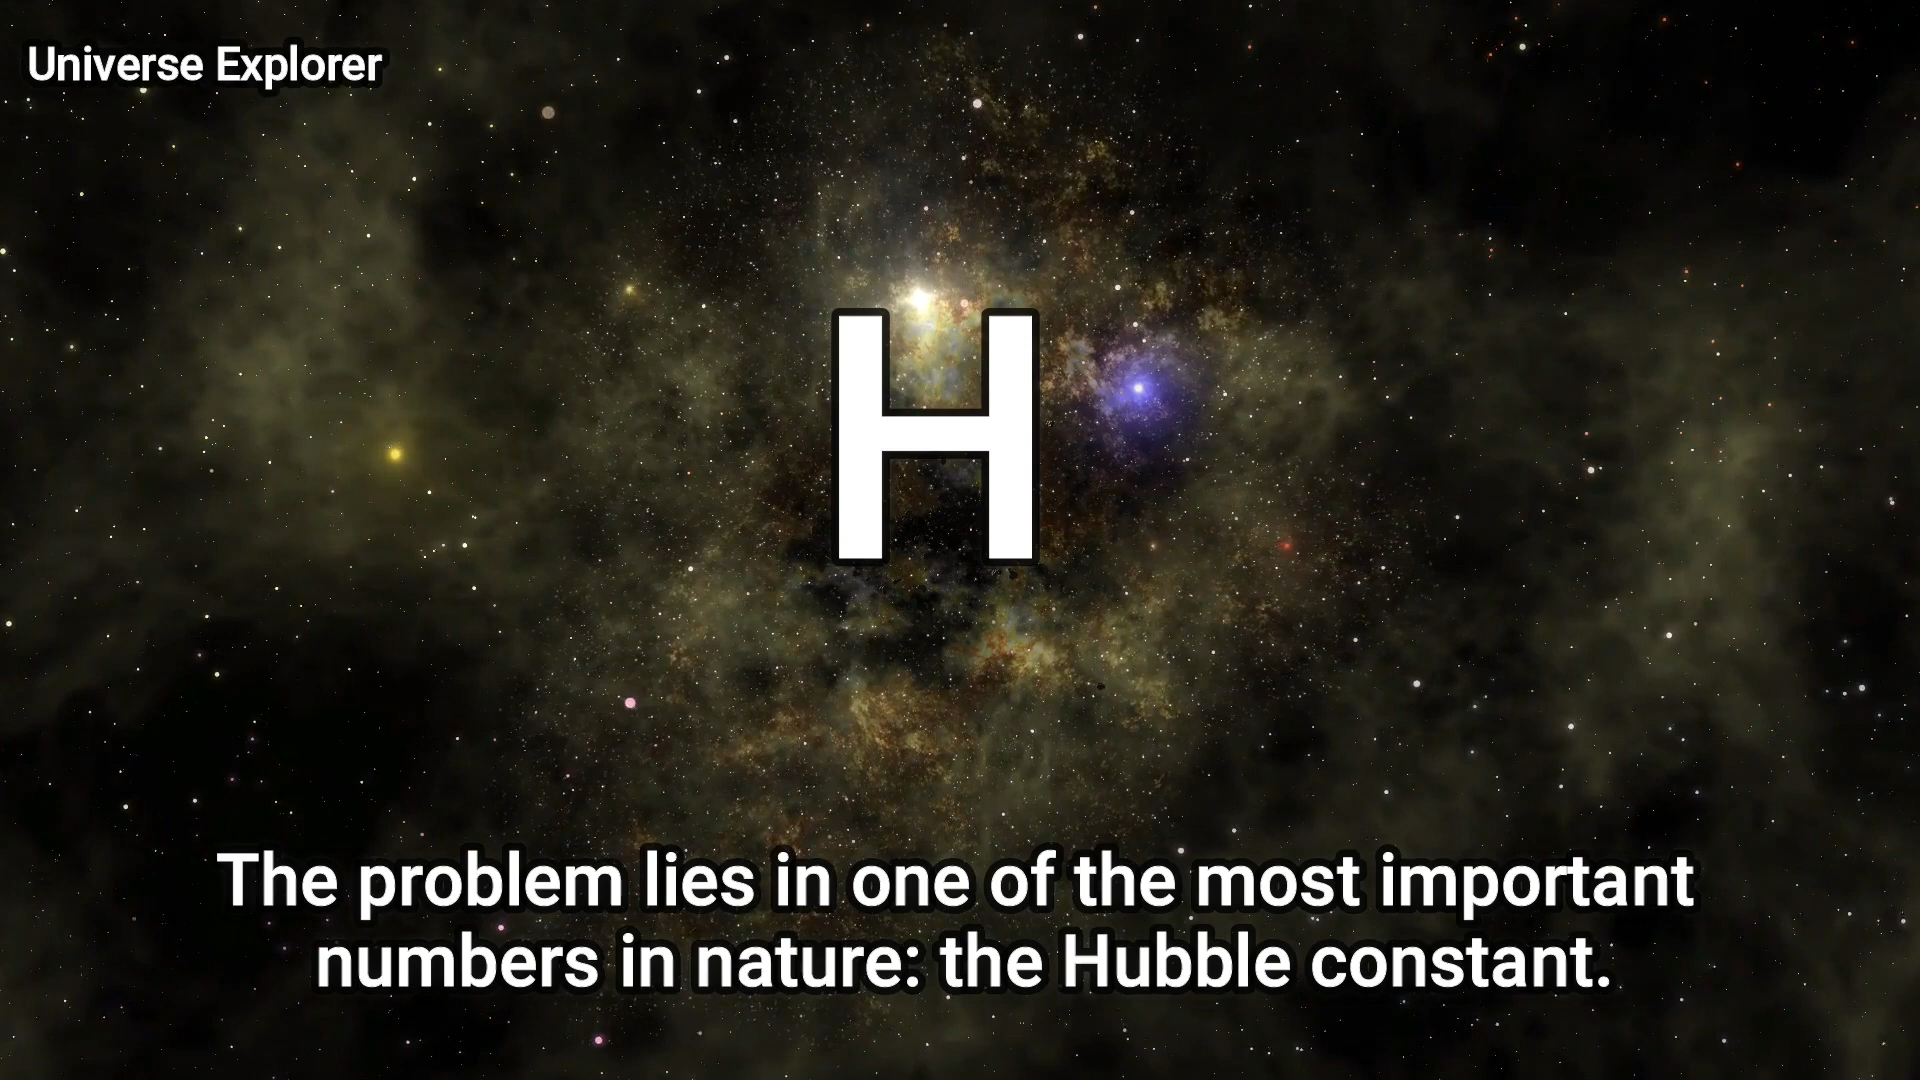 Universe Explorer
H
The problem lies in one of the most important
numbers in nature: the Hubble constant.